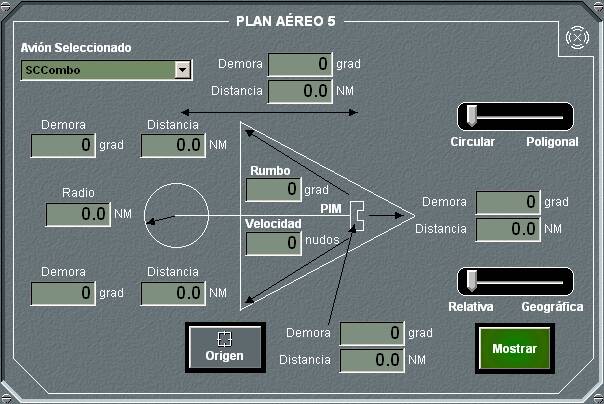 PLAN AÉREO 5
Avión Seleccionado
SCCombo
Demora 0 grad
Distancia 0.0 NM
Demora
0 grad
Distancia
0.0 NM
Circular Poligonal
Rumbo
0 grad
Radio
0.0 NM
PIM
Velocidad
0 nudos
Demora 0 grad
Distancia 0.0 NM
Demora
0 grad
Distancia
0.0 NM
Relativa Geográfica
Origen
Demora 0 grad
Distancia 0.0 NM
Mostrar